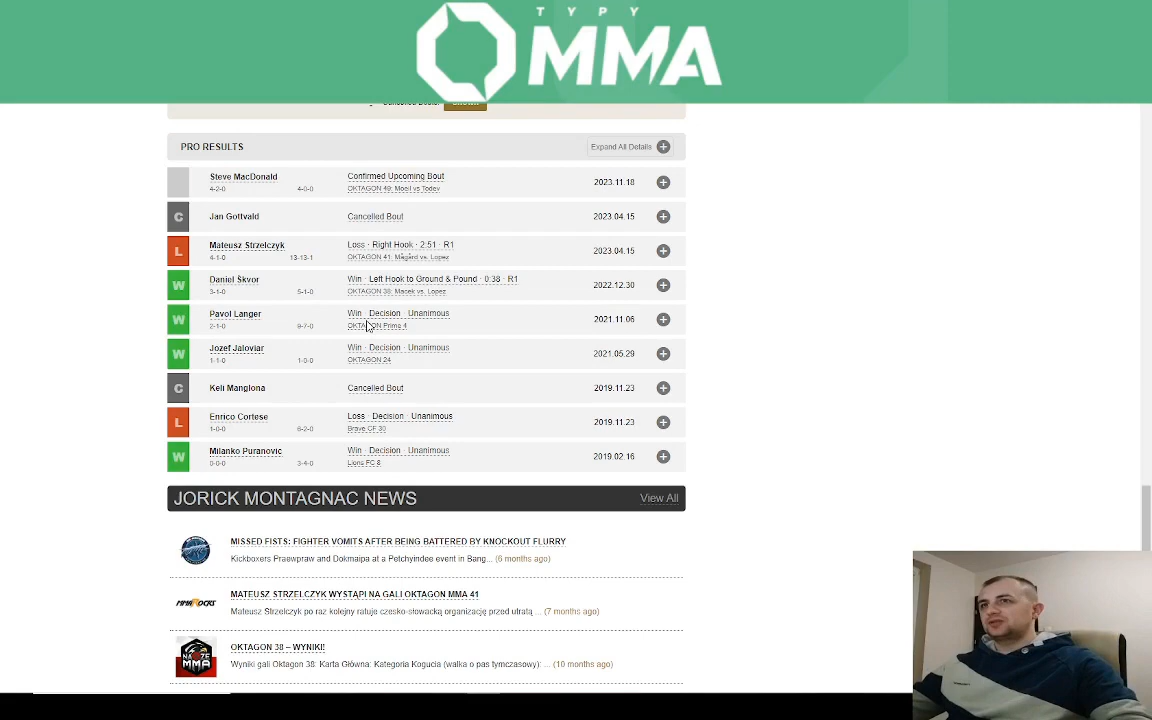 TYPY
MMA
PRO RESULTS
Expand All Details
Steve MacDonald
Confirmed Upcoming Bout
2023.11.18
4-2-0
4-0-0
OKTAGON 49: Moeil vs Todev
C
Jan Gottvald
Cancelled Bout
2023.04.15
L
Mateusz Strzelczyk
Loss · Right Hook · 2:51 · R1
2023.04.15
4-1-0
13-13-1
OKTAGON 41: Mågård vs. Lopez
W
Daniel Škvor
Win · Left Hook to Ground & Pound · 0:38 · R1
2022.12.30
3-1-0
5-1-0
OKTAGON 38: Macek vs. Lopez
W
Pavol Langer
Win · Decision · Unanimous
2021.11.06
2-1-0
9-7-0
OKTAGON Prime 4
W
Jozef Jaloviar
Win · Decision · Unanimous
2021.05.29
1-1-0
1-0-0
OKTAGON 24
C
Keli Manglona
Cancelled Bout
2019.11.23
L
Enrico Cortese
Loss · Decision · Unanimous
2019.11.23
1-0-0
6-2-0
Brave CF 30
W
Milanko Puranovic
Win · Decision · Unanimous
2019.02.16
0-0-0
3-4-0
Lions FC 8
JORICK MONTAGNAC NEWS
View All
MISSED FISTS: FIGHTER VOMITS AFTER BEING BATTERED BY KNOCKOUT FLURRY
Kickboxers Praewpraw and Dokmaipa at a Petchyindee event in Bang... (6 months ago)
MMAROCKS
MATEUSZ STRZELCZYK WYSTĄPI NA GALI OKTAGON MMA 41
Mateusz Strzelczyk po raz kolejny ratuje czesko-słowacką organizację przed utratą ... (7 months ago)
NASZE
MMA
OKTAGON 38 – WYNIKI!
Wyniki gali Oktagon 38: Karta Główna: Kategoria Kogucia (walka o pas tymczasowy): ... (10 months ago)